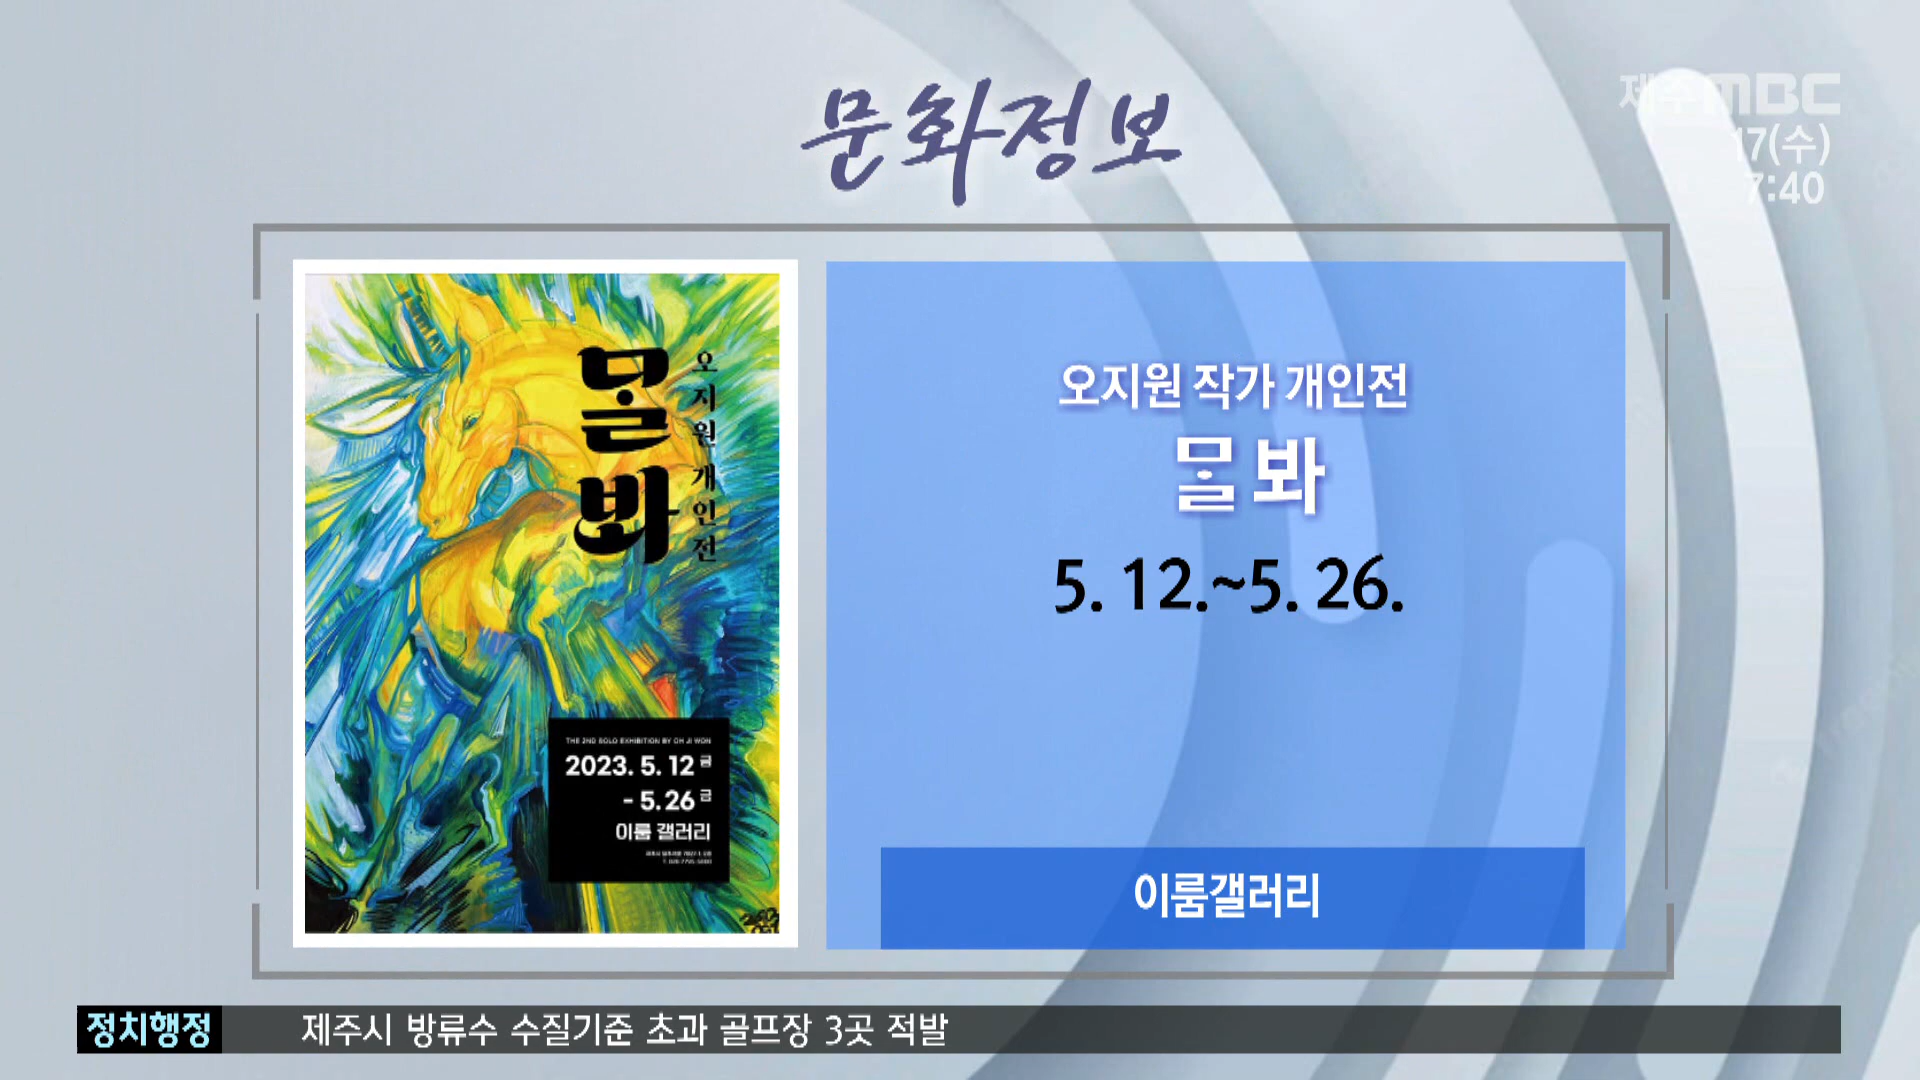 문화정보
제주MBC
17(수)
7:40
ᄆᆞᆯ봐
오지원개인전
THE 2ND SOLO EXHIBITION BY OH JI WON
2023. 5. 12 금
- 5. 26 금
이룸 갤러리
오지원 작가 개인전
ᄆᆞᆯ 봐
5. 12.~5. 26.
이룸갤러리
정치행정 제주시 방류수 수질기준 초과 골프장 3곳 적발